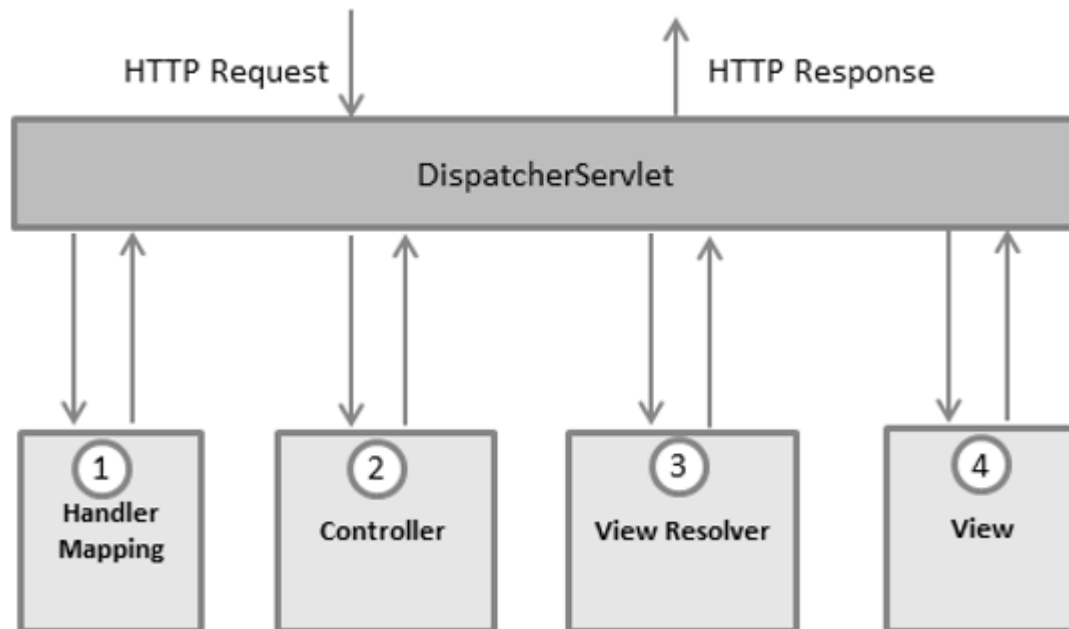 HTTP Request
HTTP Response
DispatcherServlet
1
Handler
Mapping
2
Controller
3
View Resolver
4
View